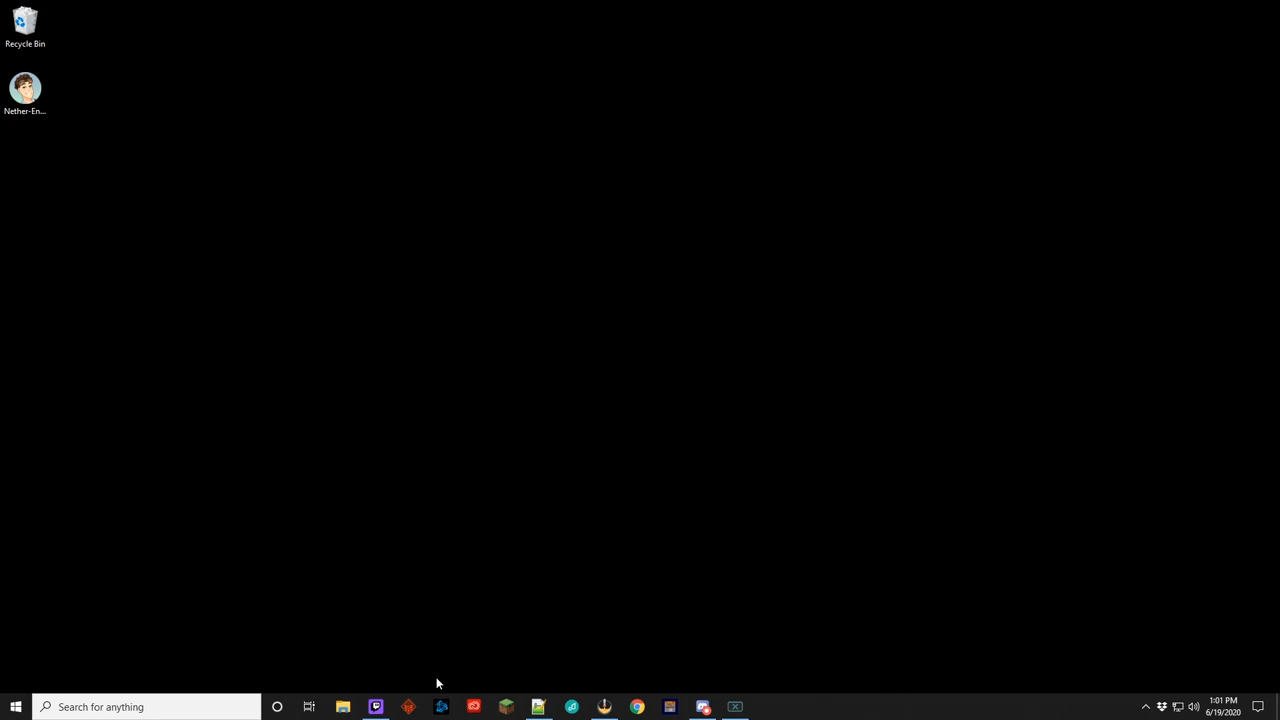 Recycle Bin
Nether-En...
Search for anything
1:01 PM
6/19/2020